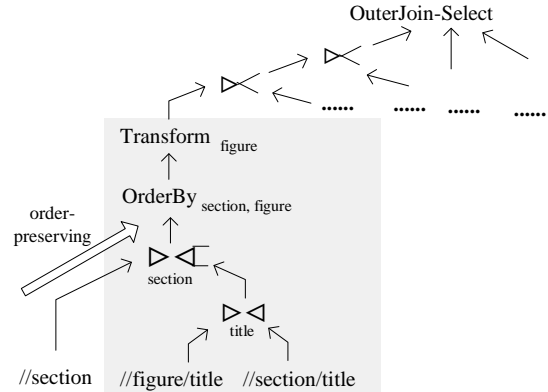 OuterJoin-Select
...... ...... ...... ......
Transform figure
OrderBy section, figure
order-
preserving
section
title
//section //figure/title //section/title